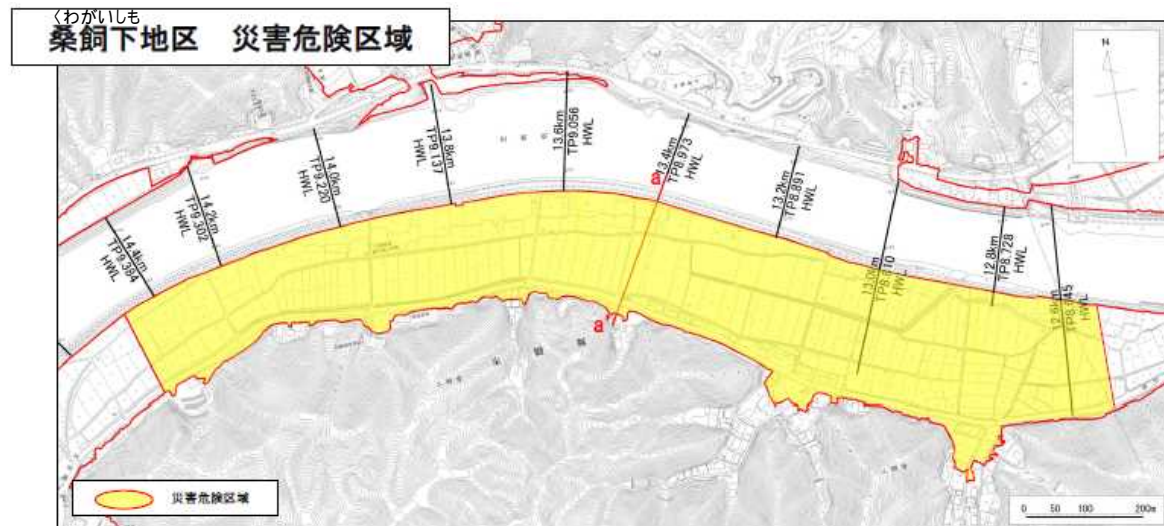 くわがいしも
桑飼下地区 災害危険区域
N
14.4km
TP9.384
HWL
14.2km
TP9.302
HWL
14.0km
TP9.220
HWL
13.8km
TP9.137
HWL
13.6km
TP9.056
HWL
13.4km
TP8.973
HWL
13.2km
TP8.891
HWL
13.0km
TP8.810
HWL
12.8km
TP8.728
HWL
12.6km
TP8.645
HWL
a
a'
災害危険区域
0 50 100 200m